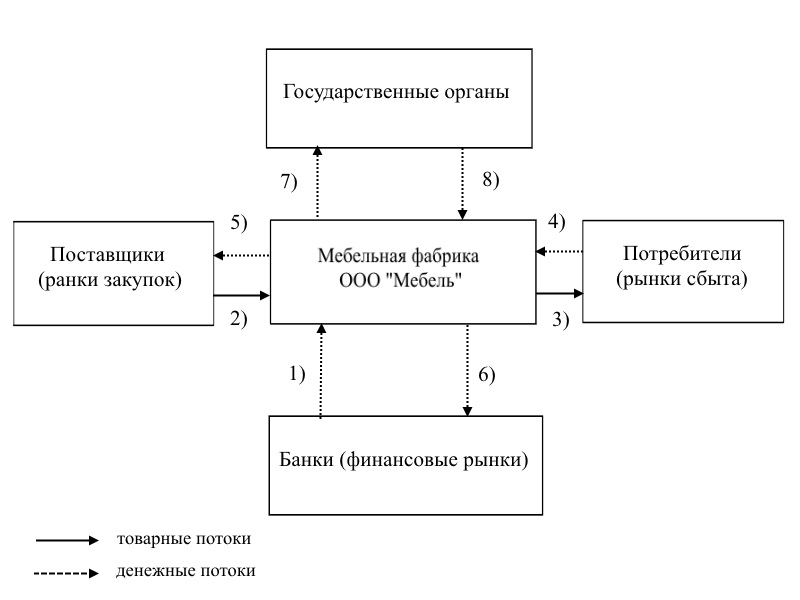 Государственные органы
7)
8)
5)
4)
Поставщики
(ранки закупок)
Мебельная фабрика
ООО "Мебель"
Потребители
(рынки сбыта)
2)
3)
1)
6)
Банки (финансовые рынки)
товарные потоки
денежные потоки